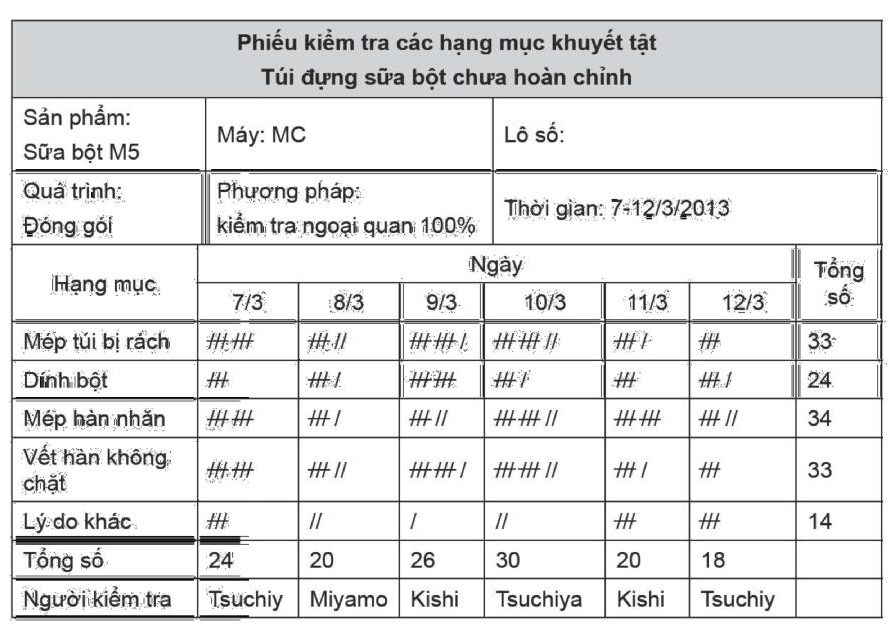 Phiếu kiểm tra các hạng mục khuyết tật
Túi đựng sữa bột chưa hoàn chỉnh
Sản phẩm:
Sữa bột M5
Máy: MC
Lô số:
Quá trình:
Đóng gói
Phương pháp:
kiểm tra ngoại quan 100%
Thời gian: 7-12/3/2013
Hạng mục
Ngày
Tổng số
7/3 8/3 9/3 10/3 11/3 12/3
Mép túi bị rách //// //// //// // //// //// / //// //// // //// / //// 33
Dính bột //// //// / //// //// //// / //// //// / 24
Mép hàn nhăn //// //// //// / //// // //// //// // //// //// //// // 34
Vết hàn không chặt //// //// //// // //// //// / //// //// // //// / //// 33
Lý do khác //// // / // //// //// 14
Tổng số 24 20 26 30 20 18
Người kiểm tra Tsuchiy Miyamo Kishi Tsuchiya Kishi Tsuchiy